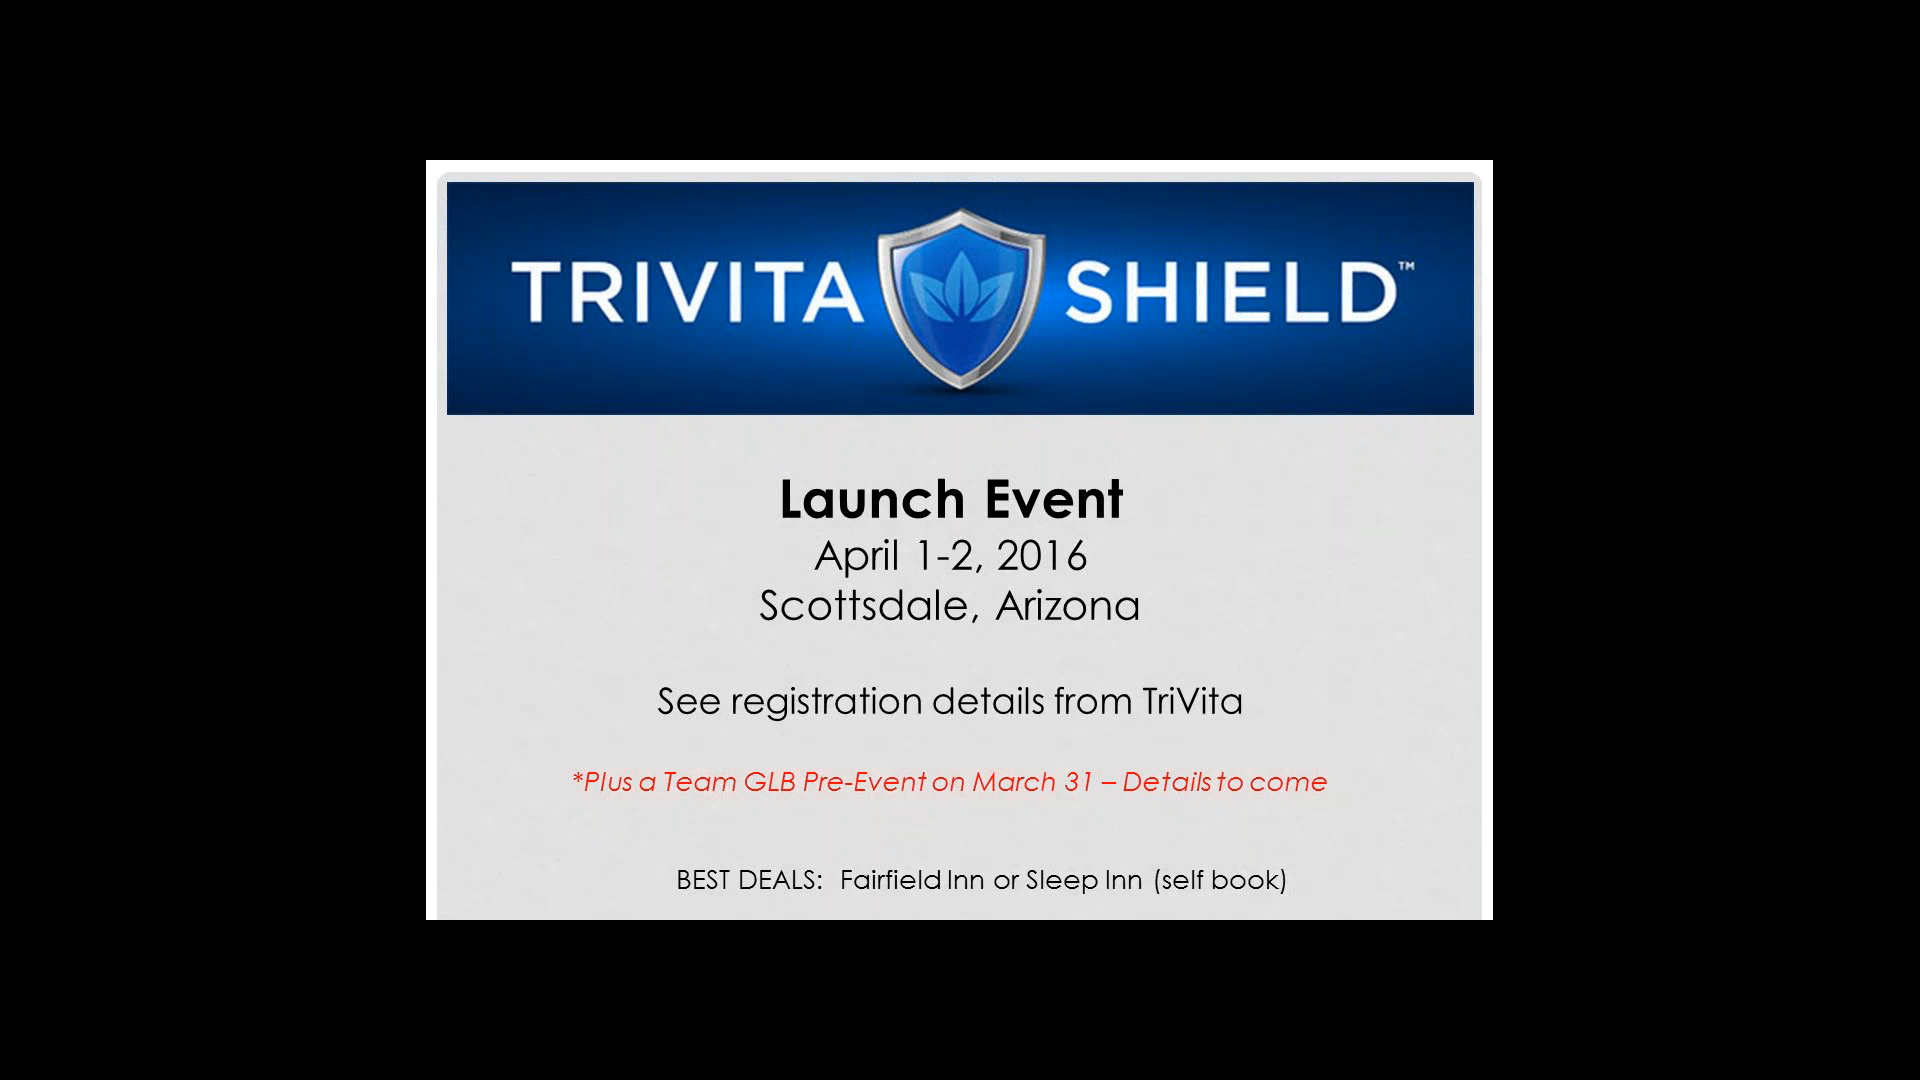 TRIVITA SHIELD™
Launch Event
April 1-2, 2016
Scottsdale, Arizona
See registration details from TriVita
*Plus a Team GLB Pre-Event on March 31 – Details to come
BEST DEALS: Fairfield Inn or Sleep Inn (self book)